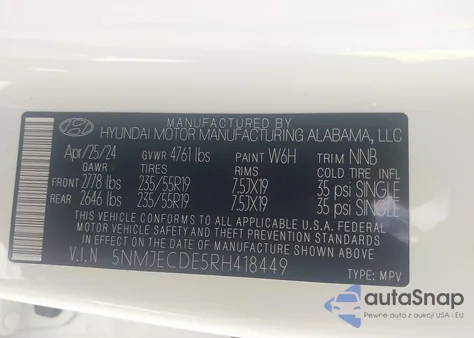 MANUFACTURED BY
HYUNDAI MOTOR MANUFACTURING ALABAMA, LLC
Apr/25/24 GVWR 4761 lbs PAINT W6H TRIM NNB
GAWR TIRES RIMS COLD TIRE INFL
FRONT 2778 lbs 235/55R19 7.5JX19 35 psi SINGLE
REAR 2646 lbs 235/55R19 7.5JX19 35 psi SINGLE
THIS VEHICLE CONFORMS TO ALL APPLICABLE U.S.A. FEDERAL
MOTOR VEHICLE SAFETY, BUMPER, AND THEFT PREVENTION
STANDARDS IN EFFECT ON THE DATE OF MANUFACTURE SHOWN ABOVE.
V.I.N 5NMJECDE5RH418449
TYPE: MPV
autoSnap
Pewne auta z aukcji USA - EU